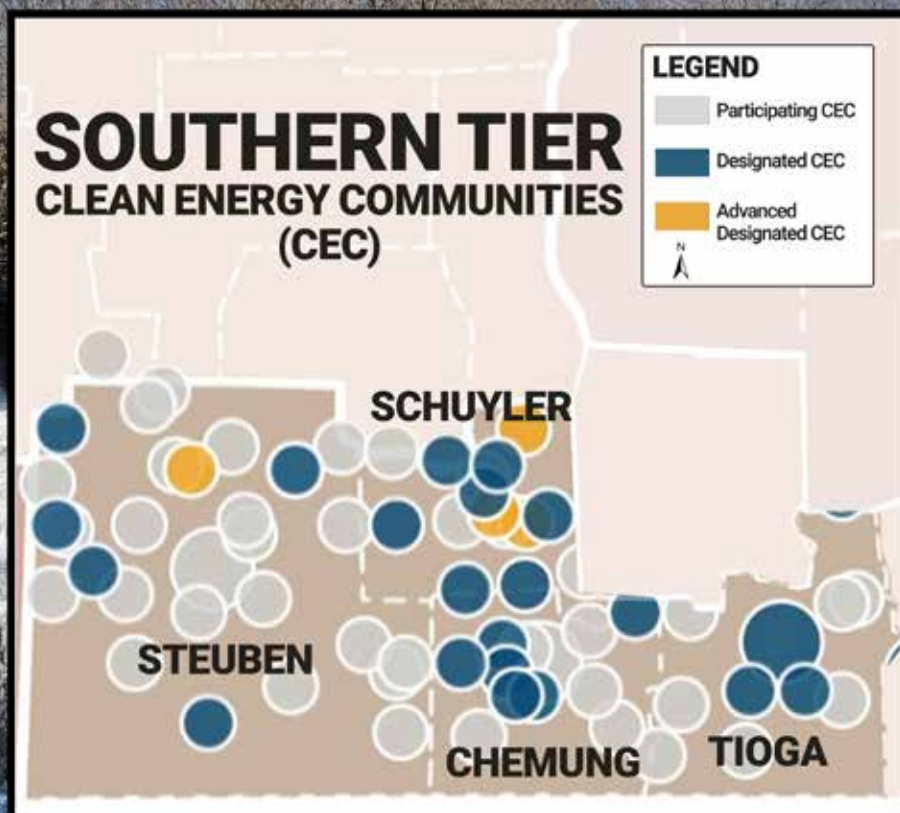 SOUTHERN TIER
CLEAN ENERGY COMMUNITIES
(CEC)
LEGEND
Participating CEC
Designated CEC
Advanced
Designated CEC
N
SCHUYLER
STEUBEN
CHEMUNG
TIOGA